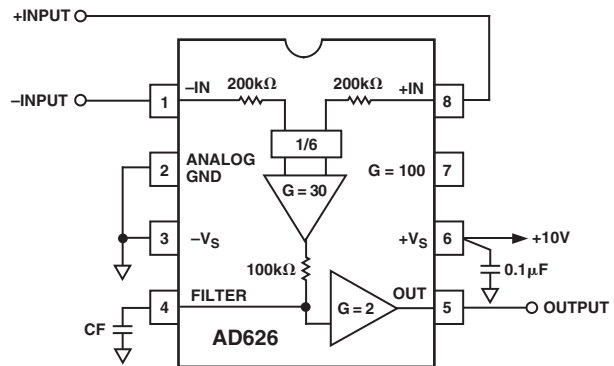 +INPUT
–INPUT
1
–IN
200kΩ
200kΩ
+IN
8
1/6
2
ANALOG
GND
G = 30
G = 100
7
3
–VS
+VS
6
+10V
100kΩ
0.1µF
4
FILTER
G = 2
OUT
5
OUTPUT
CF
AD626